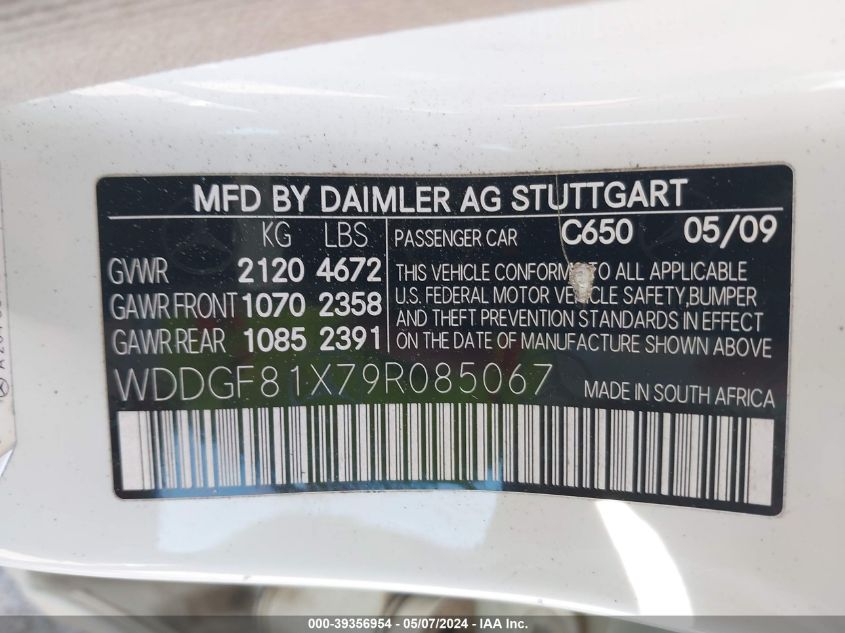 MFD BY DAIMLER AG STUTTGART
KG LBS
GVWR 2120 4672
GAWR FRONT 1070 2358
GAWR REAR 1085 2391
PASSENGER CAR C650 05/09
THIS VEHICLE CONFORMS TO ALL APPLICABLE
U.S. FEDERAL MOTOR VEHICLE SAFETY,BUMPER
AND THEFT PREVENTION STANDARDS IN EFFECT
ON THE DATE OF MANUFACTURE SHOWN ABOVE
WDDGF81X79R085067 MADE IN SOUTH AFRICA
000-39356954 - 05/07/2024 - IAA Inc.